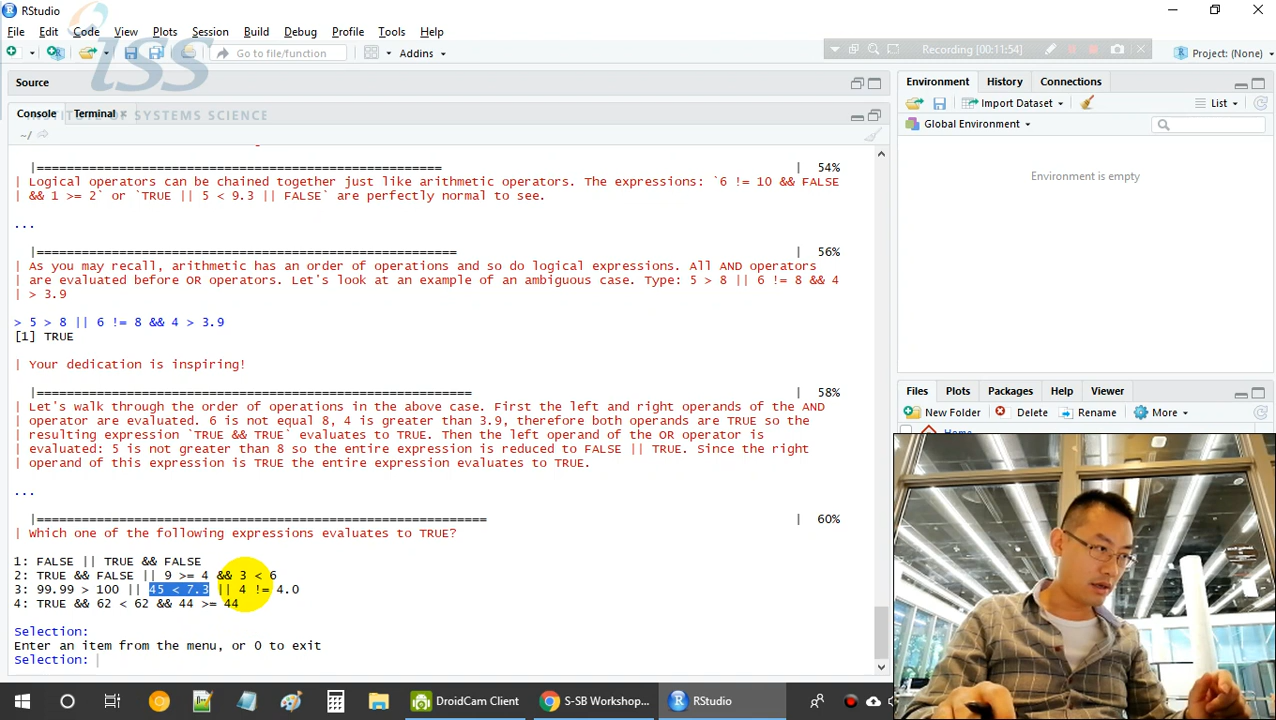 RStudio
File Edit Code View Plots Session Build Debug Profile Tools Help
Go to file/function Addins Recording [00:11:54] Project: (None)
iss
INSTITUTE OF SYSTEMS SCIENCE
Source
Console Terminal ×
~/
Environment History Connections
Import Dataset List
Global Environment
Environment is empty
|====================================================== | 54%
| Logical operators can be chained together just like arithmetic operators. The expressions: `6 != 10 && FALSE
| && 1 >= 2` or `TRUE || 5 < 9.3 || FALSE` are perfectly normal to see.
...
|======================================================== | 56%
| As you may recall, arithmetic has an order of operations and so do logical expressions. All AND operators
| are evaluated before OR operators. Let's look at an example of an ambiguous case. Type: 5 > 8 || 6 != 8 && 4
| > 3.9
> 5 > 8 || 6 != 8 && 4 > 3.9
[1] TRUE
| Your dedication is inspiring!
|========================================================== | 58%
| Let's walk through the order of operations in the above case. First the left and right operands of the AND
| operator are evaluated. 6 is not equal 8, 4 is greater than 3.9, therefore both operands are TRUE so the
| resulting expression `TRUE && TRUE` evaluates to TRUE. Then the left operand of the OR operator is
| evaluated: 5 is not greater than 8 so the entire expression is reduced to FALSE || TRUE. Since the right
| operand of this expression is TRUE the entire expression evaluates to TRUE.
...
|============================================================ | 60%
| Which one of the following expressions evaluates to TRUE?
1: FALSE || TRUE && FALSE
2: TRUE && FALSE || 9 >= 4 && 3 < 6
3: 99.99 > 100 || 45 < 7.3 || 4 != 4.0
4: TRUE && 62 < 62 && 44 >= 44
Selection:
Enter an item from the menu, or 0 to exit
Selection:
Files Plots Packages Help Viewer
New Folder Delete Rename More
Home
DroidCam Client S-SB Workshop... RStudio